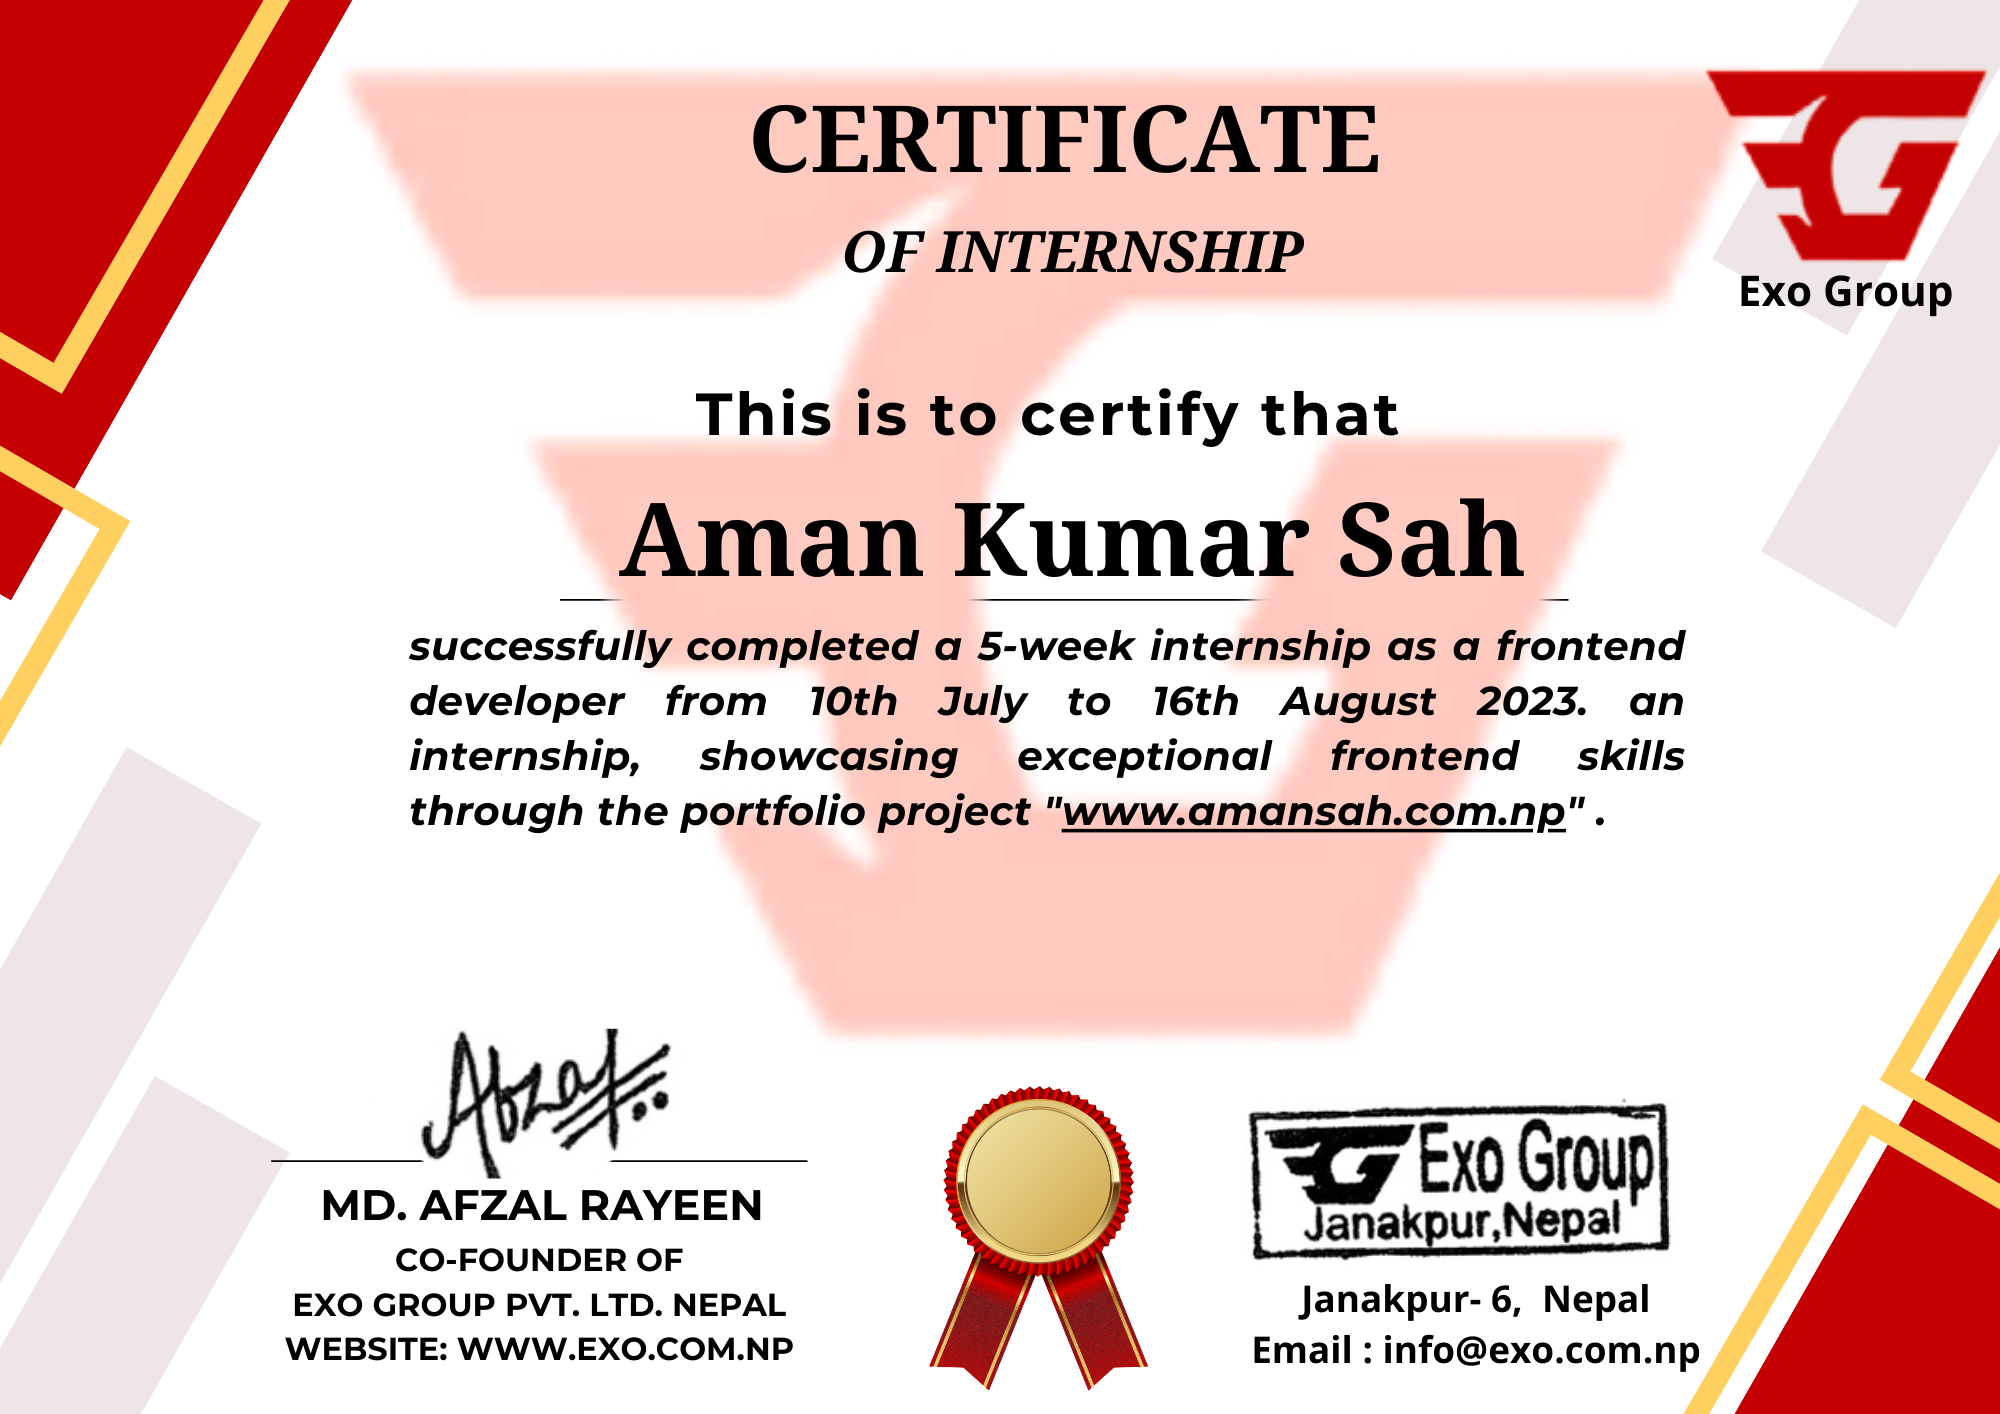 CERTIFICATE
OF INTERNSHIP
Exo Group
This is to certify that
Aman Kumar Sah
successfully completed a 5-week internship as a frontend
developer from 10th July to 16th August 2023. an
internship, showcasing exceptional frontend skills
through the portfolio project "www.amansah.com.np" .
Afzal
MD. AFZAL RAYEEN
CO-FOUNDER OF
EXO GROUP PVT. LTD. NEPAL
WEBSITE: WWW.EXO.COM.NP
Exo Group
Janakpur,Nepal
Janakpur- 6, Nepal
Email : info@exo.com.np